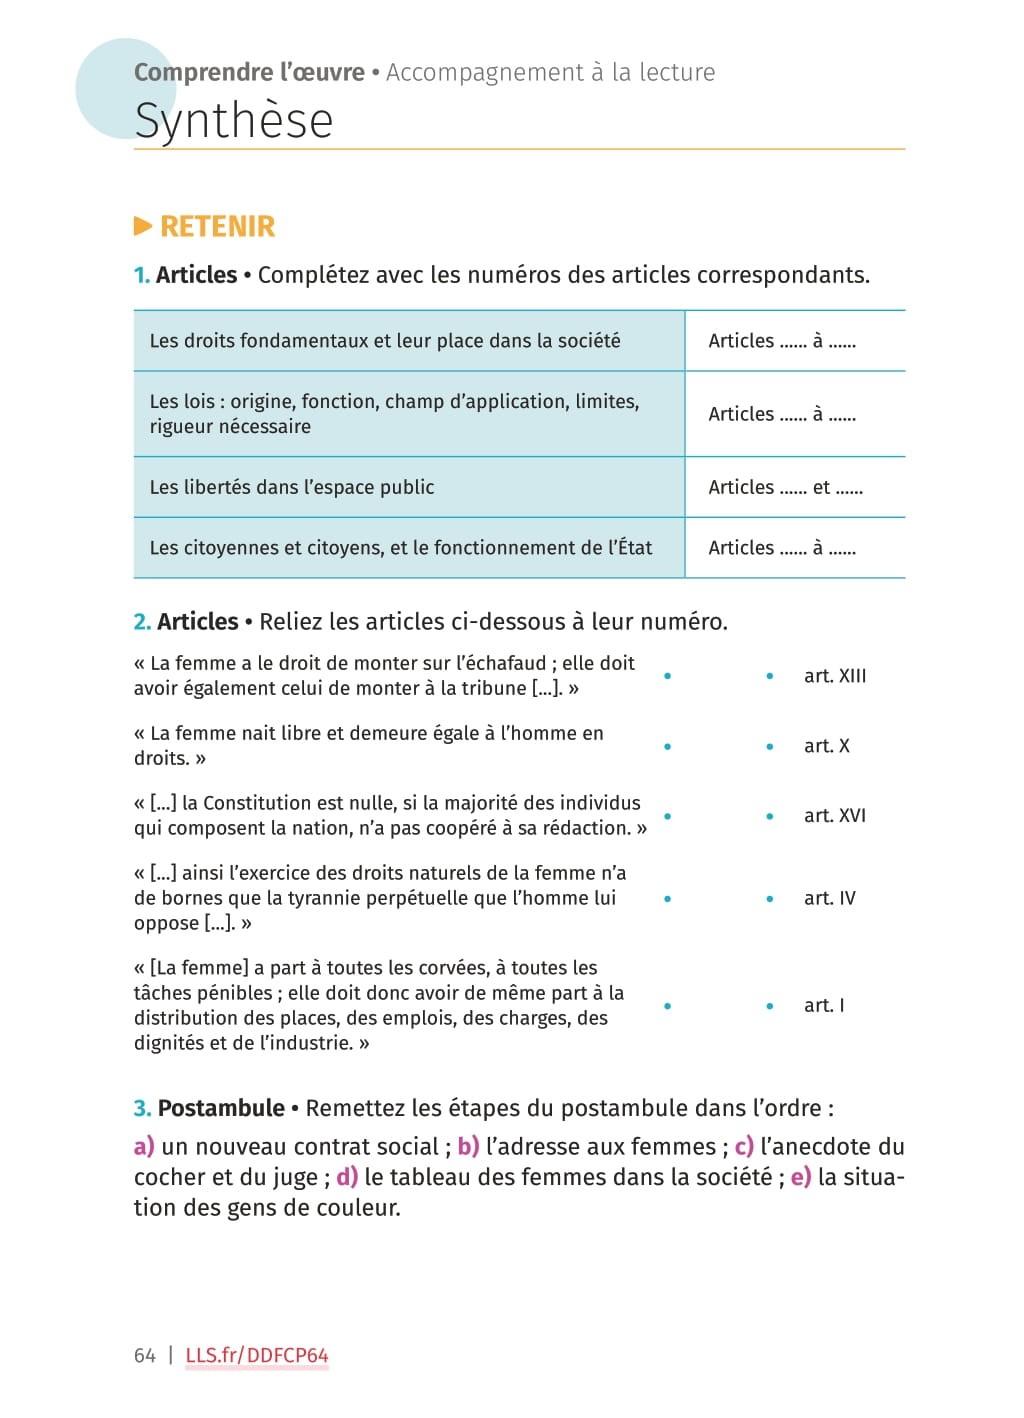 Comprendre l’œuvre • Accompagnement à la lecture
Synthèse
RETENIR
1. Articles • Complétez avec les numéros des articles correspondants.
Les droits fondamentaux et leur place dans la société
Articles ...... à ......
Les lois : origine, fonction, champ d’application, limites,
rigueur nécessaire
Articles ...... à ......
Les libertés dans l’espace public
Articles ...... et ......
Les citoyennes et citoyens, et le fonctionnement de l’État
Articles ...... à ......
2. Articles • Reliez les articles ci-dessous à leur numéro.
« La femme a le droit de monter sur l’échafaud ; elle doit
avoir également celui de monter à la tribune [...]. »
• • art. XIII
« La femme nait libre et demeure égale à l’homme en
droits. »
• • art. X
« [...] la Constitution est nulle, si la majorité des individus
qui composent la nation, n’a pas coopéré à sa rédaction. »
• • art. XVI
« [...] ainsi l’exercice des droits naturels de la femme n’a
de bornes que la tyrannie perpétuelle que l’homme lui
oppose [...]. »
• • art. IV
« [La femme] a part à toutes les corvées, à toutes les
tâches pénibles ; elle doit donc avoir de même part à la
distribution des places, des emplois, des charges, des
dignités et de l’industrie. »
• • art. I
3. Postambule • Remettez les étapes du postambule dans l’ordre :
a) un nouveau contrat social ; b) l’adresse aux femmes ; c) l’anecdote du
cocher et du juge ; d) le tableau des femmes dans la société ; e) la situa-
tion des gens de couleur.
64 | LLS.fr/DDFCP64